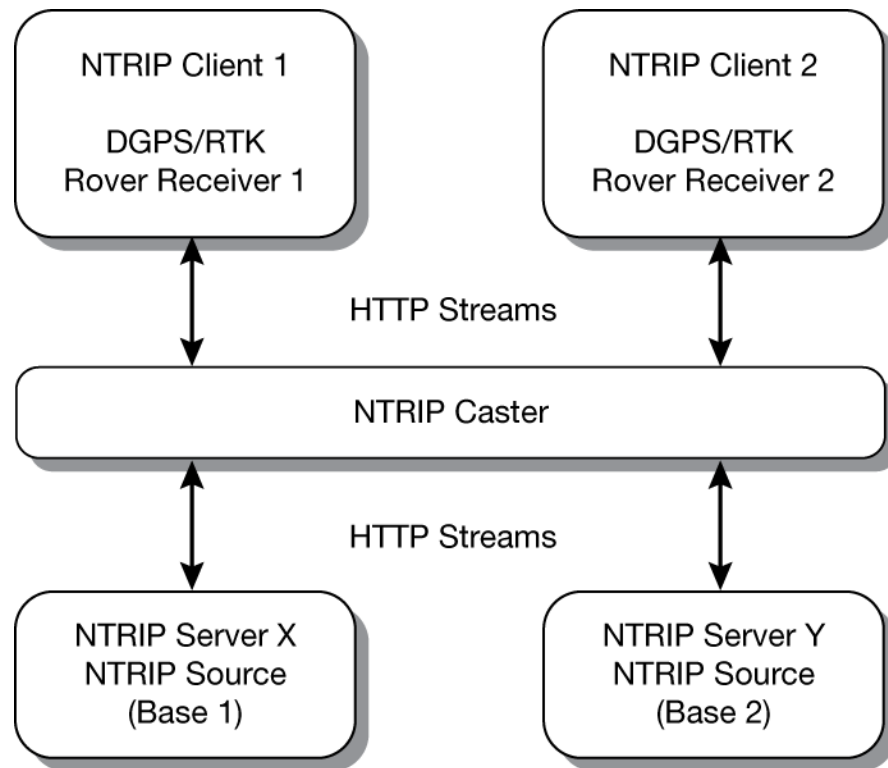 NTRIP Client 1
DGPS/RTK
Rover Receiver 1
NTRIP Client 2
DGPS/RTK
Rover Receiver 2
HTTP Streams
NTRIP Caster
HTTP Streams
NTRIP Server X
NTRIP Source
(Base 1)
NTRIP Server Y
NTRIP Source
(Base 2)